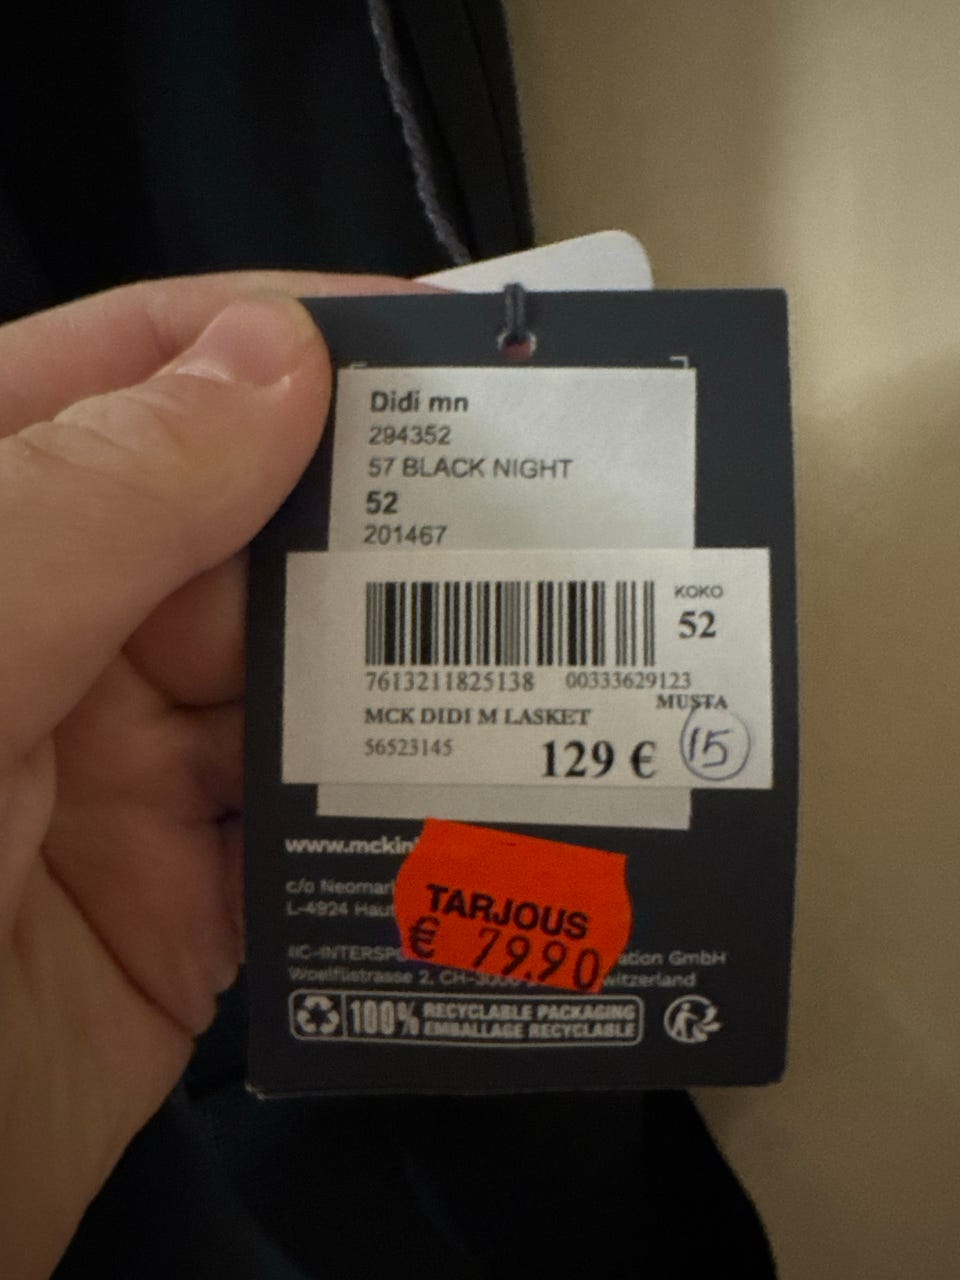 Didi mn
294352
57 BLACK NIGHT
52
201467
KOKO
52
7613211825138 00333629123
MUSTA
MCK DIDI M LASKET
56523145 129 € 15
www.mckin
c/o Neomar
L-4924 Haut
TARJOUS
€ 79.90
IIC-INTERSPO ation GmbH
Woelflistrasse 2, CH-3000 witzerland
100% RECYCLABLE PACKAGING
EMBALLAGE RECYCLABLE